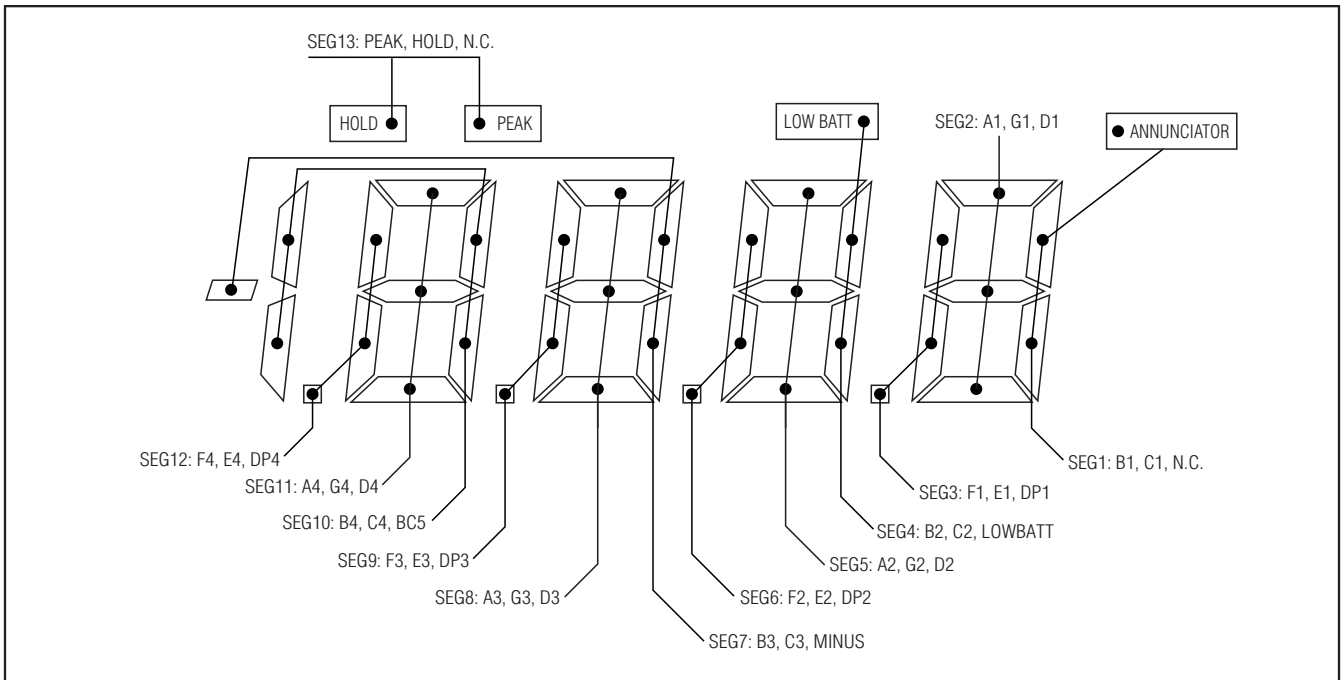 SEG13: PEAK, HOLD, N.C.
HOLD
PEAK
LOW BATT
SEG2: A1, G1, D1
ANNUNCIATOR
SEG12: F4, E4, DP4
SEG11: A4, G4, D4
SEG10: B4, C4, BC5
SEG9: F3, E3, DP3
SEG8: A3, G3, D3
SEG1: B1, C1, N.C.
SEG3: F1, E1, DP1
SEG4: B2, C2, LOWBATT
SEG5: A2, G2, D2
SEG6: F2, E2, DP2
SEG7: B3, C3, MINUS